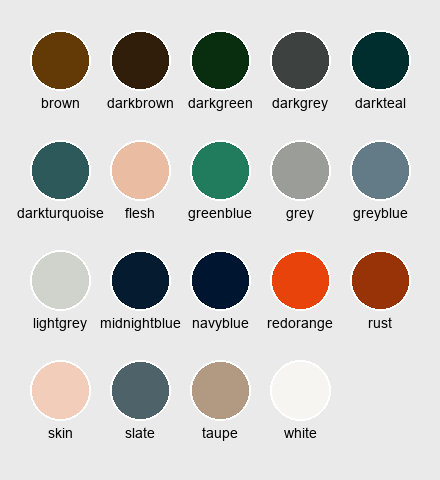 brown darkbrown darkgreen darkgrey darkteal
darkturquoise flesh greenblue grey greyblue
lightgrey midnightblue navyblue redorange rust
skin slate taupe white